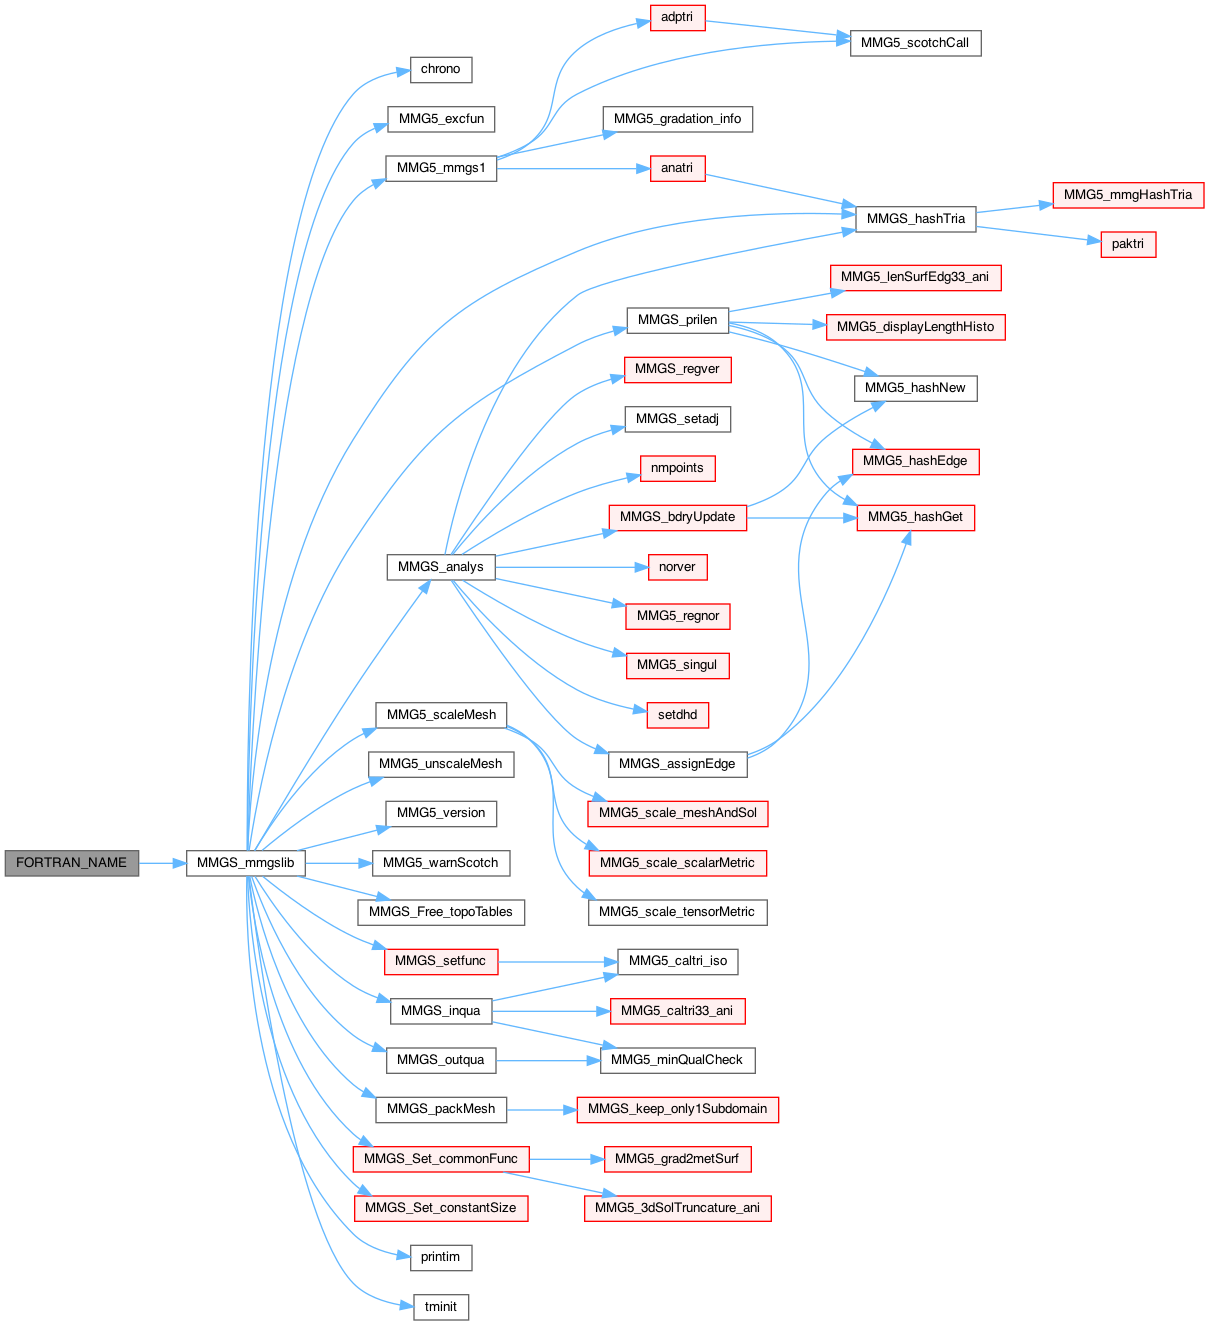 adptri
MMG5_scotchCall
chrono
MMG5_excfun
MMG5_gradation_info
MMG5_mmgs1
anatri
MMG5_mmgHashTria
MMGS_hashTria
paktri
MMG5_lenSurfEdg33_ani
MMGS_prilen
MMG5_displayLengthHisto
MMGS_regver
MMG5_hashNew
MMGS_setadj
MMG5_hashEdge
nmpoints
MMGS_bdryUpdate
MMG5_hashGet
MMGS_analys
norver
MMG5_regnor
MMG5_singul
setdhd
MMG5_scaleMesh
MMG5_unscaleMesh
MMGS_assignEdge
MMG5_version
MMG5_scale_meshAndSol
FORTRAN_NAME
MMGS_mmgslib
MMG5_warnScotch
MMG5_scale_scalarMetric
MMGS_Free_topoTables
MMG5_scale_tensorMetric
MMGS_setfunc
MMG5_caltri_iso
MMGS_inqua
MMG5_caltri33_ani
MMGS_outqua
MMG5_minQualCheck
MMGS_packMesh
MMGS_keep_only1Subdomain
MMGS_Set_commonFunc
MMG5_grad2metSurf
MMGS_Set_constantSize
MMG5_3dSolTruncature_ani
printim
tminit